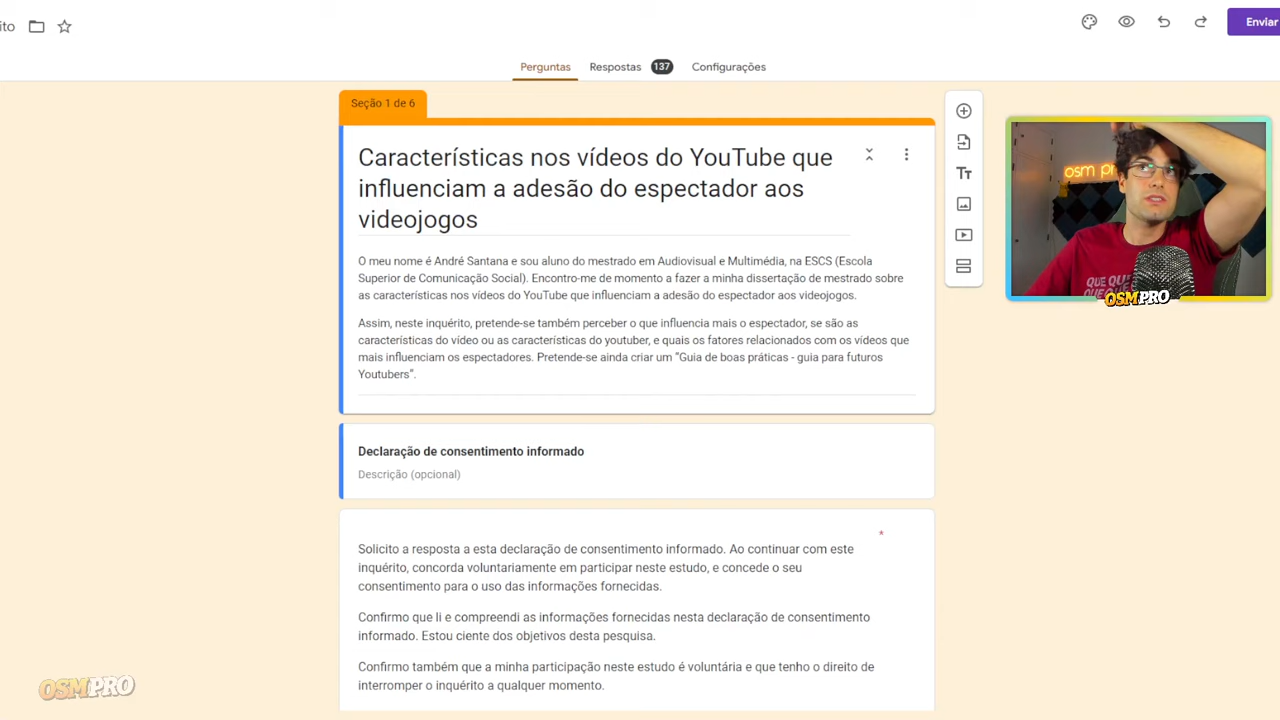 ito
Enviar
Perguntas
Respostas 137
Configurações
Seção 1 de 6
Características nos vídeos do YouTube que
influenciam a adesão do espectador aos
videojogos
O meu nome é André Santana e sou aluno do mestrado em Audiovisual e Multimédia, na ESCS (Escola
Superior de Comunicação Social). Encontro-me de momento a fazer a minha dissertação de mestrado sobre
as características nos vídeos do YouTube que influenciam a adesão do espectador aos videojogos.
Assim, neste inquérito, pretende-se também perceber o que influencia mais o espectador, se são as
características do vídeo ou as características do youtuber, e quais os fatores relacionados com os vídeos que
mais influenciam os espectadores. Pretende-se ainda criar um "Guia de boas práticas - guia para futuros
Youtubers".
Tт
osm pr
QUE QUE
OSMPRO
Declaração de consentimento informado
Descrição (opcional)
*
Solicito a resposta a esta declaração de consentimento informado. Ao continuar com este
inquérito, concorda voluntariamente em participar neste estudo, e concede o seu
consentimento para o uso das informações fornecidas.
Confirmo que li e compreendi as informações fornecidas nesta declaração de consentimento
informado. Estou ciente dos objetivos desta pesquisa.
Confirmo também que a minha participação neste estudo é voluntária e que tenho o direito de
interromper o inquérito a qualquer momento.
OSMPRO